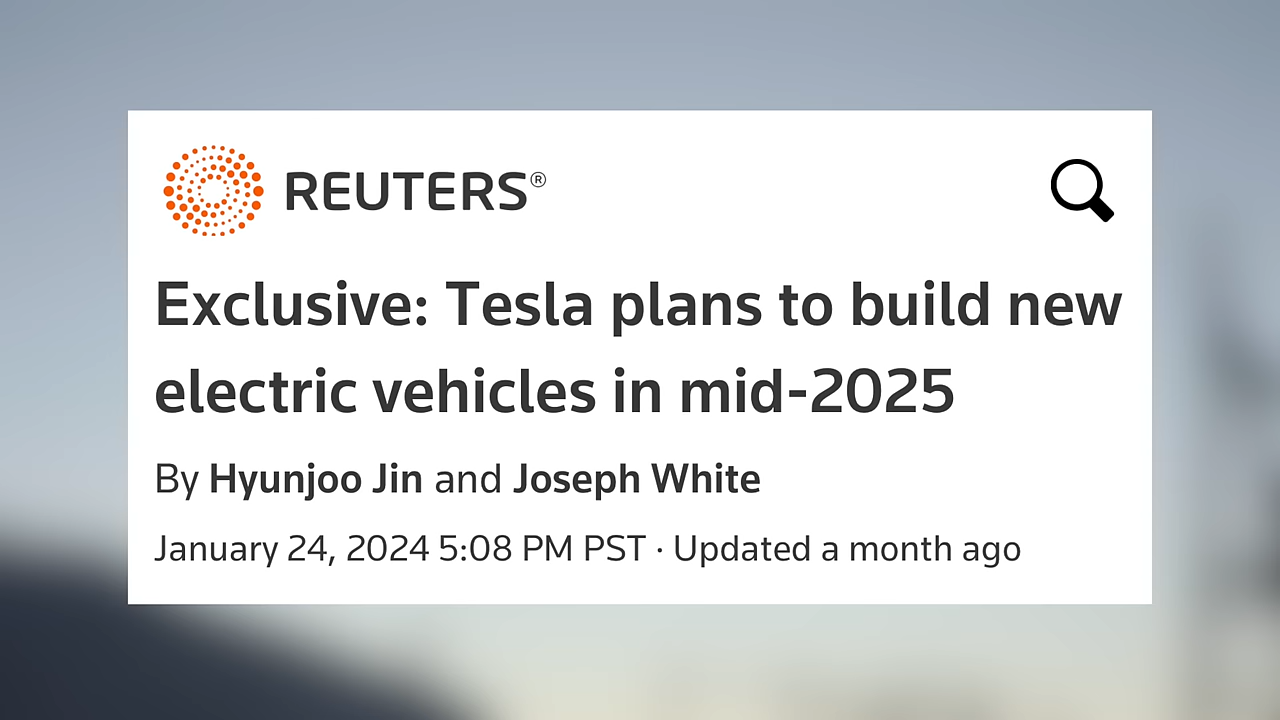 REUTERS®
Exclusive: Tesla plans to build new
electric vehicles in mid-2025
By Hyunjoo Jin and Joseph White
January 24, 2024 5:08 PM PST · Updated a month ago